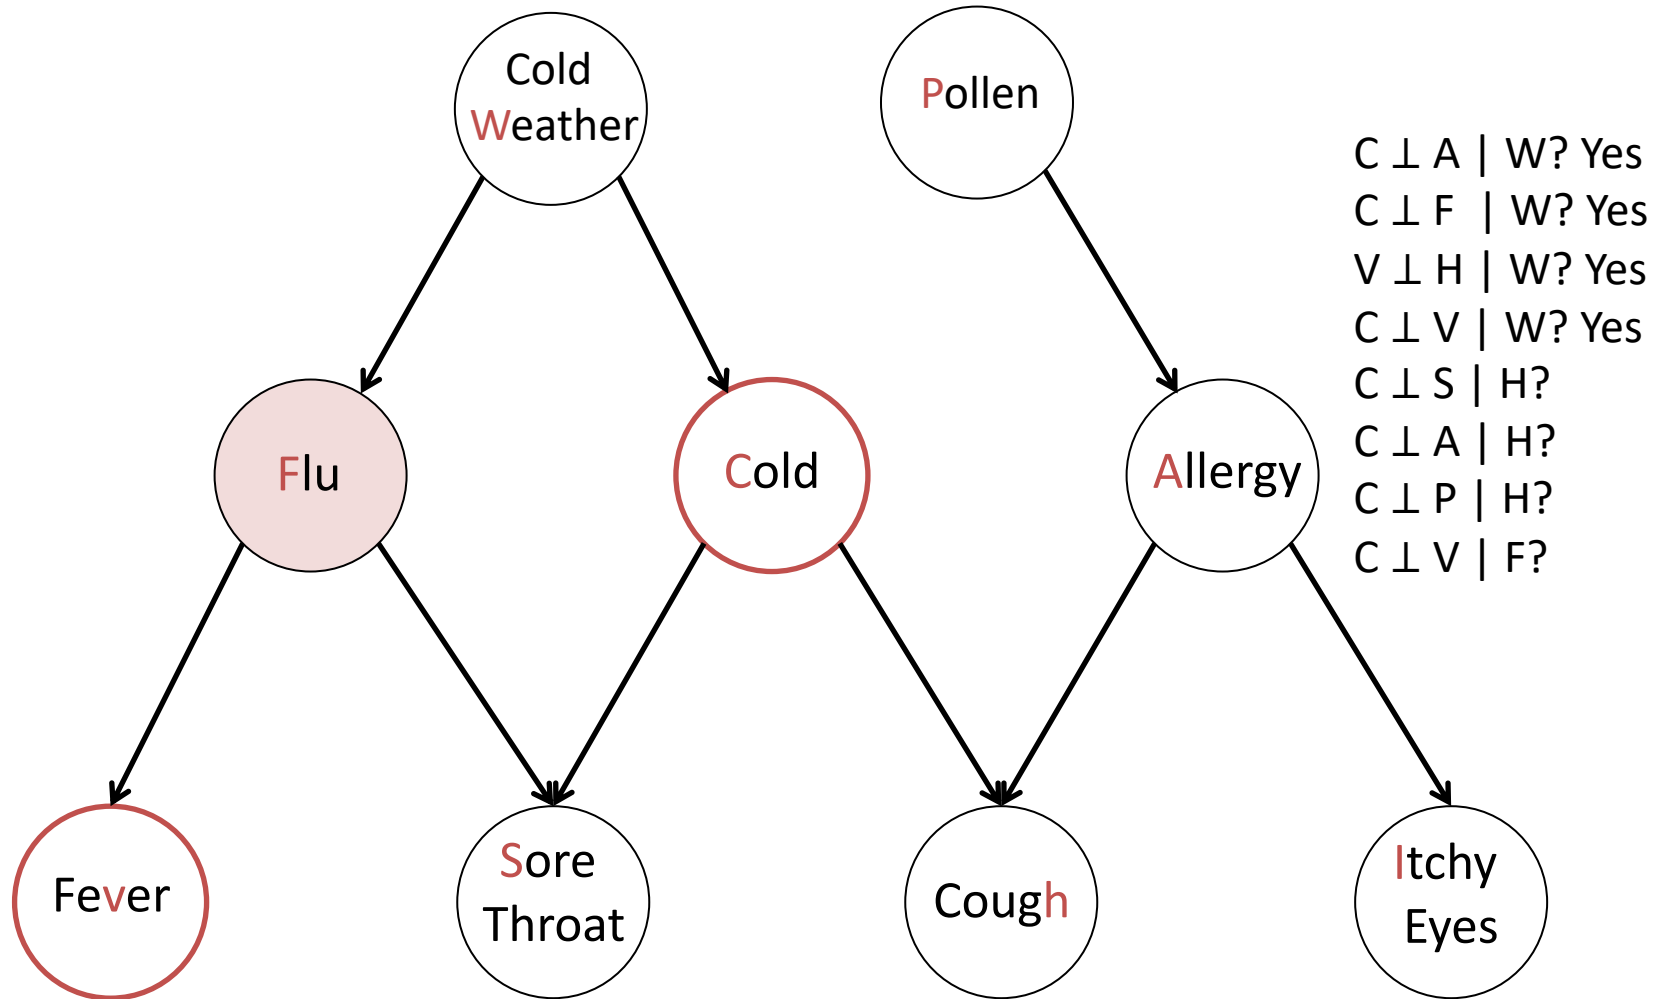 Cold
Weather
Pollen
C ⊥ A | W? Yes
C ⊥ F | W? Yes
V ⊥ H | W? Yes
C ⊥ V | W? Yes
C ⊥ S | H?
C ⊥ A | H?
C ⊥ P | H?
C ⊥ V | F?
Flu
Cold
Allergy
Fever
Sore
Throat
Cough
Itchy
Eyes